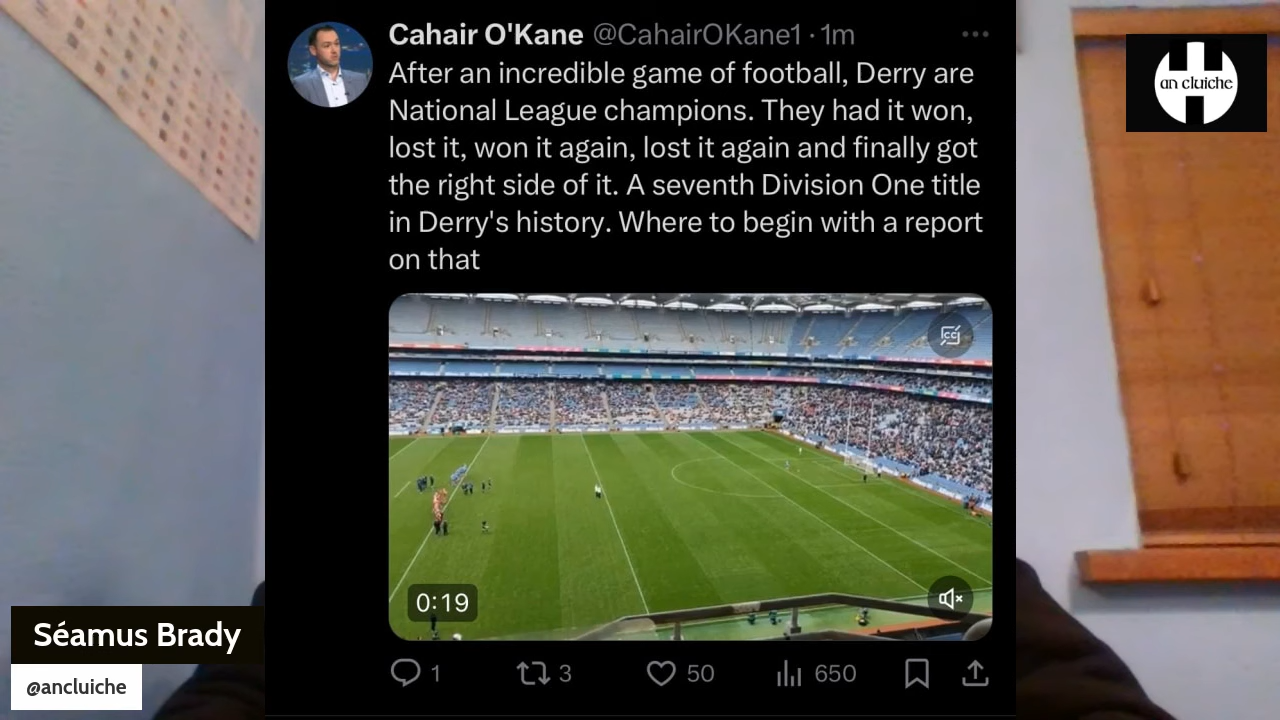 Cahair O'Kane @CahairOKane1 · 1m
After an incredible game of football, Derry are
National League champions. They had it won,
lost it, won it again, lost it again and finally got
the right side of it. A seventh Division One title
in Derry's history. Where to begin with a report
on that
an cluiche
CC
0:19
1 3 50 650
Séamus Brady
@ancluiche